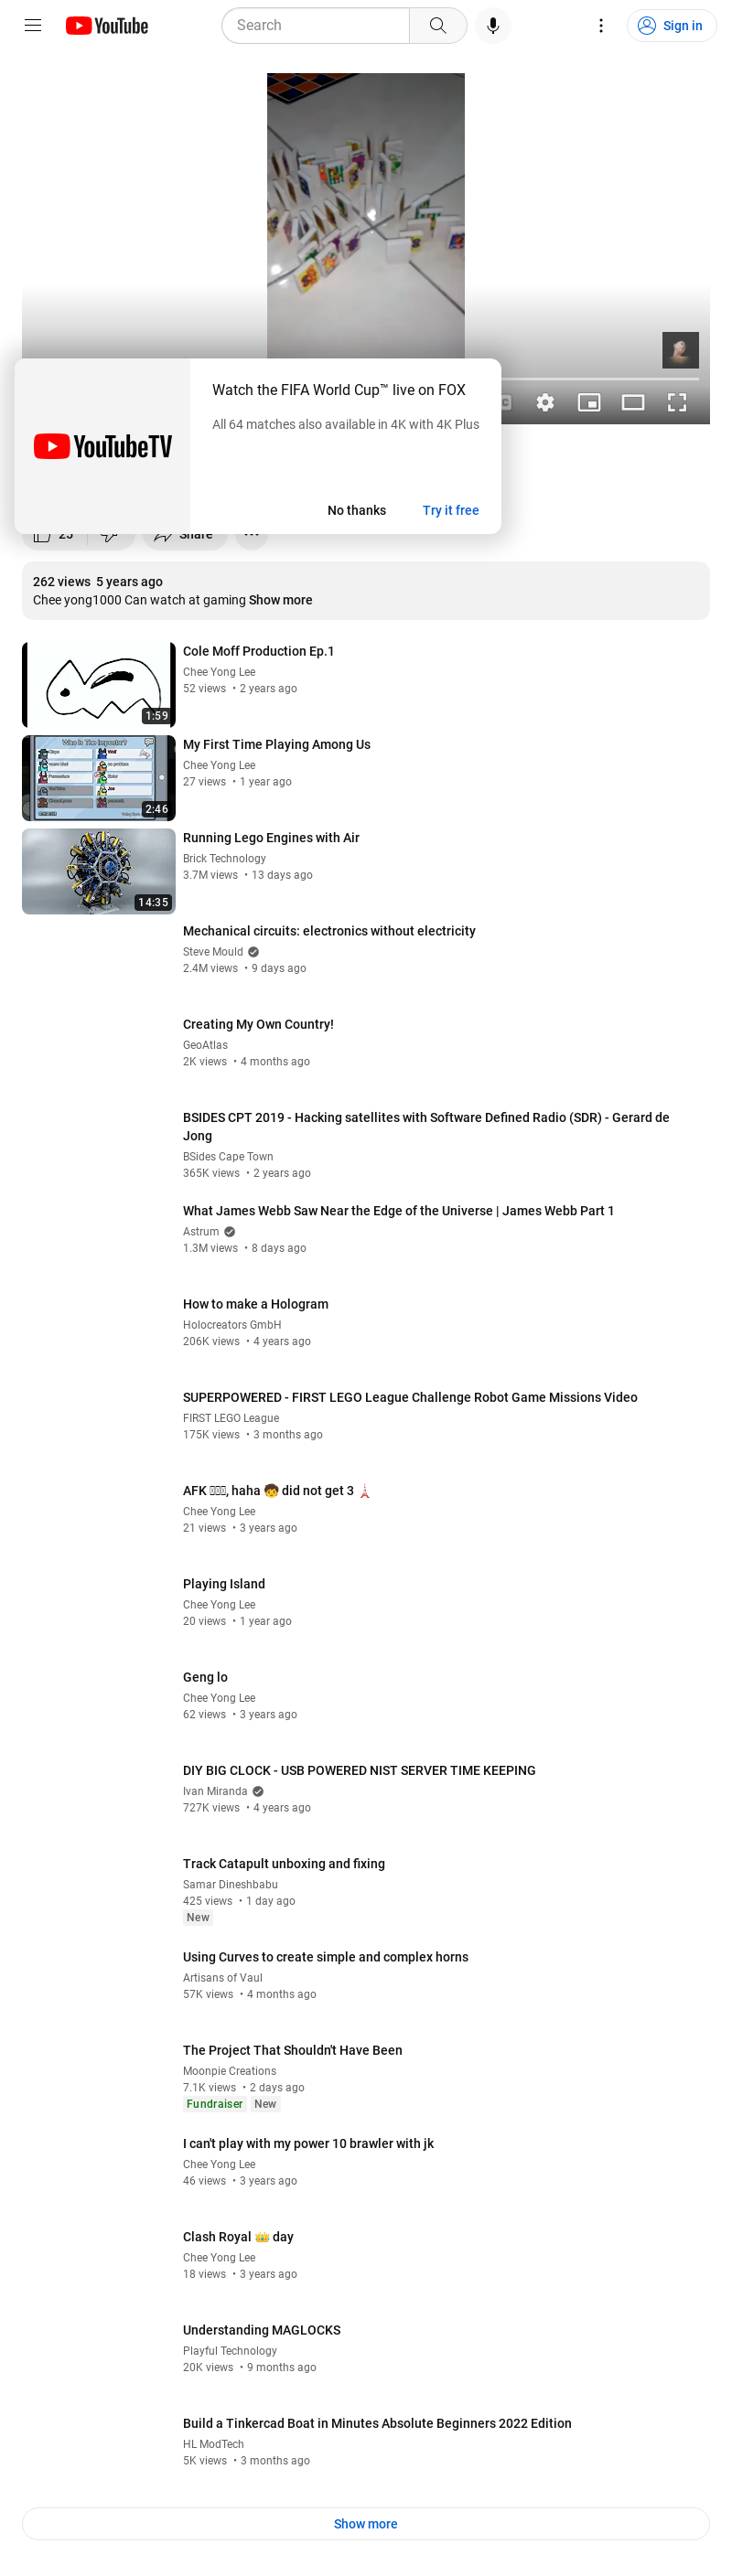 YouTube
Search
Sign in
Watch the FIFA World Cup™ live on FOX
All 64 matches also available in 4K with 4K Plus
YouTubeTV
No thanks
Try it free
25
Share
262 views 5 years ago
Chee yong1000 Can watch at gaming Show more
Cole Moff Production Ep.1
Chee Yong Lee
52 views • 2 years ago
1:59
My First Time Playing Among Us
Chee Yong Lee
27 views • 1 year ago
Who Is The Impostor?
2:46
Running Lego Engines with Air
Brick Technology
3.7M views • 13 days ago
14:35
Mechanical circuits: electronics without electricity
Steve Mould
2.4M views • 9 days ago
Creating My Own Country!
GeoAtlas
2K views • 4 months ago
BSIDES CPT 2019 - Hacking satellites with Software Defined Radio (SDR) - Gerard de
Jong
BSides Cape Town
365K views • 2 years ago
What James Webb Saw Near the Edge of the Universe | James Webb Part 1
Astrum
1.3M views • 8 days ago
How to make a Hologram
Holocreators GmbH
206K views • 4 years ago
SUPERPOWERED - FIRST LEGO League Challenge Robot Game Missions Video
FIRST LEGO League
175K views • 3 months ago
AFK , haha 🧒 did not get 3 🗼
Chee Yong Lee
21 views • 3 years ago
Playing Island
Chee Yong Lee
20 views • 1 year ago
Geng lo
Chee Yong Lee
62 views • 3 years ago
DIY BIG CLOCK - USB POWERED NIST SERVER TIME KEEPING
Ivan Miranda
727K views • 4 years ago
Track Catapult unboxing and fixing
Samar Dineshbabu
425 views • 1 day ago
New
Using Curves to create simple and complex horns
Artisans of Vaul
57K views • 4 months ago
The Project That Shouldn't Have Been
Moonpie Creations
7.1K views • 2 days ago
Fundraiser New
I can't play with my power 10 brawler with jk
Chee Yong Lee
46 views • 3 years ago
Clash Royal 👑 day
Chee Yong Lee
18 views • 3 years ago
Understanding MAGLOCKS
Playful Technology
20K views • 9 months ago
Build a Tinkercad Boat in Minutes Absolute Beginners 2022 Edition
HL ModTech
5K views • 3 months ago
Show more